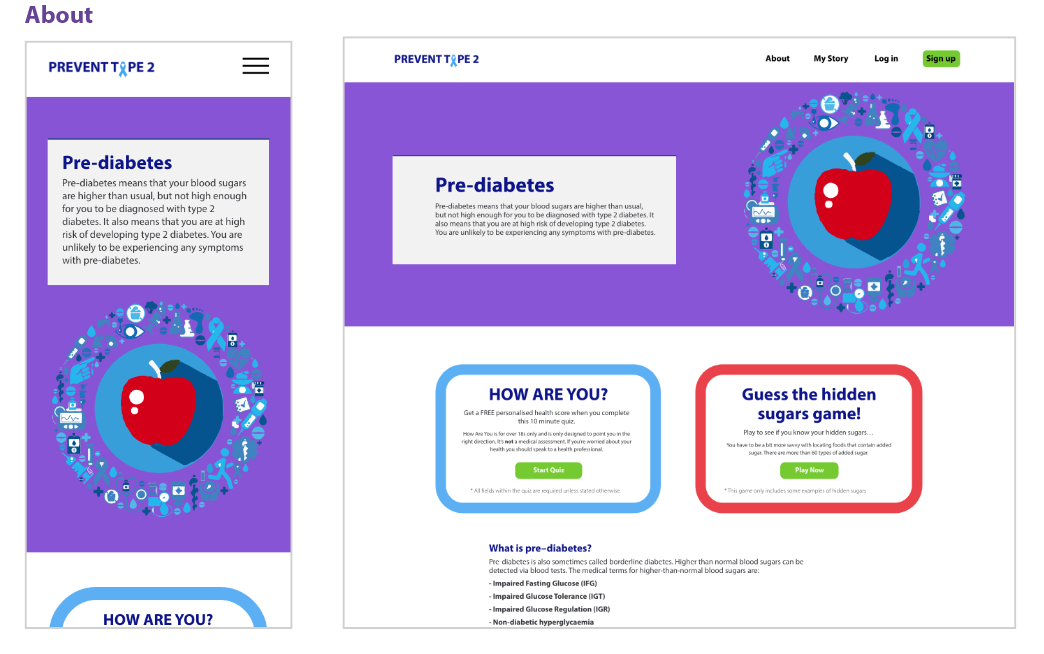 About
PREVENT TYPE 2
Pre-diabetes
Pre-diabetes means that your blood sugars
are higher than usual, but not high enough
for you to be diagnosed with type 2
diabetes. It also means that you are at high
risk of developing type 2 diabetes. You are
unlikely to be experiencing any symptoms
with pre-diabetes.
HOW ARE YOU?
PREVENT TYPE 2
About My Story Log in Sign up
Pre-diabetes
Pre-diabetes means that your blood sugars are higher than usual,
but not high enough for you to be diagnosed with type 2 diabetes. It
also means that you are at high risk of developing type 2 diabetes.
You are unlikely to be experiencing any symptoms with pre-diabetes.
HOW ARE YOU?
Get a FREE personalised health score when you complete
this 10 minute quiz.
How Are You is for over 18s only and is only designed to point you in the
right direction. It's not a medical assessment. If you're worried about your
health you should speak to a health professional.
Start Quiz
* All fields within the quiz are required unless stated otherwise
Guess the hidden
sugars game!
Play to see if you know your hidden sugars...
You have to be a bit more savvy with locating foods that contain added
sugar. There are more than 60 types of added sugar.
Play Now
* This game only includes some examples of hidden sugars
What is pre–diabetes?
Pre-diabetes is also sometimes called borderline diabetes. Higher than normal blood sugars can be
detected via blood tests. The medical terms for higher-than-normal blood sugars are:
- Impaired Fasting Glucose (IFG)
- Impaired Glucose Tolerance (IGT)
- Impaired Glucose Regulation (IGR)
- Non-diabetic hyperglycaemia